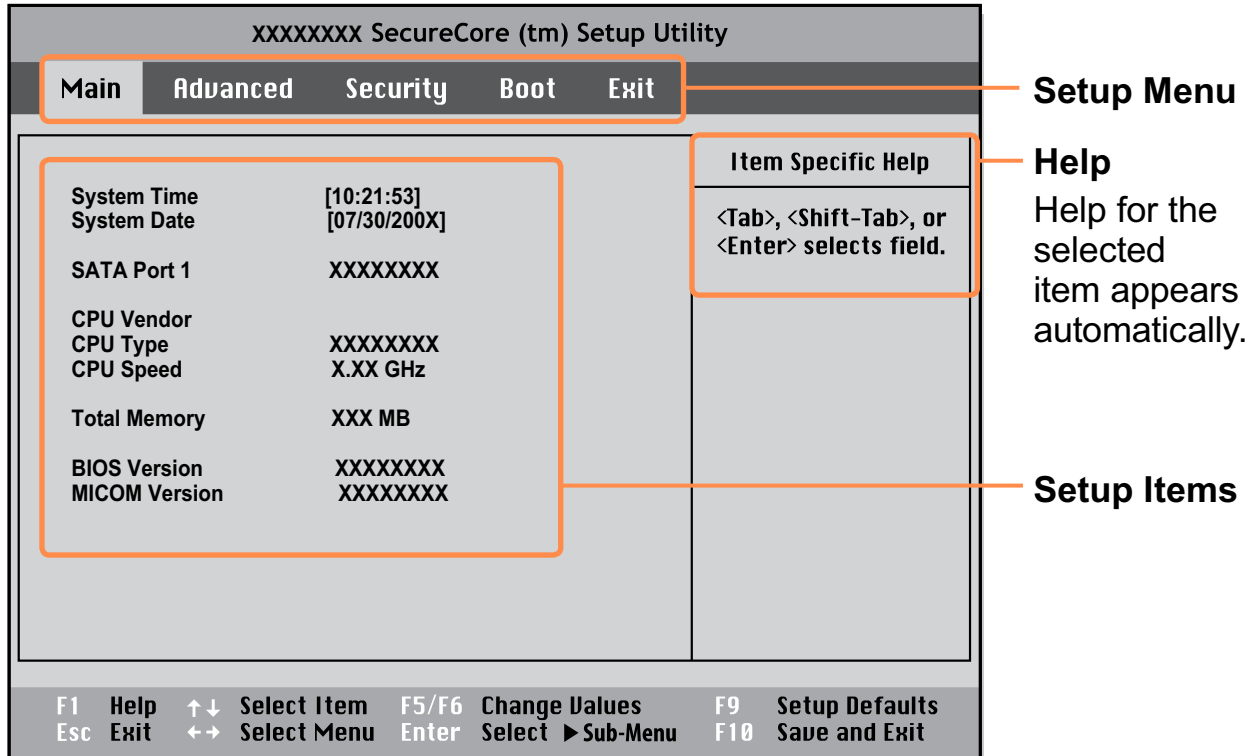 XXXXXXXX SecureCore (tm) Setup Utility
Main Advanced Security Boot Exit
Setup Menu
System Time [10:21:53]
System Date [07/30/200X]
SATA Port 1 XXXXXXXX
CPU Vendor
CPU Type XXXXXXXX
CPU Speed X.XX GHz
Total Memory XXX MB
BIOS Version XXXXXXXX
MICOM Version XXXXXXXX
Item Specific Help
<Tab>, <Shift-Tab>, or
<Enter> selects field.
Help
Help for the
selected
item appears
automatically.
Setup Items
F1 Help ↑↓ Select Item F5/F6 Change Values F9 Setup Defaults
Esc Exit ←→ Select Menu Enter Select ▶Sub-Menu F10 Save and Exit